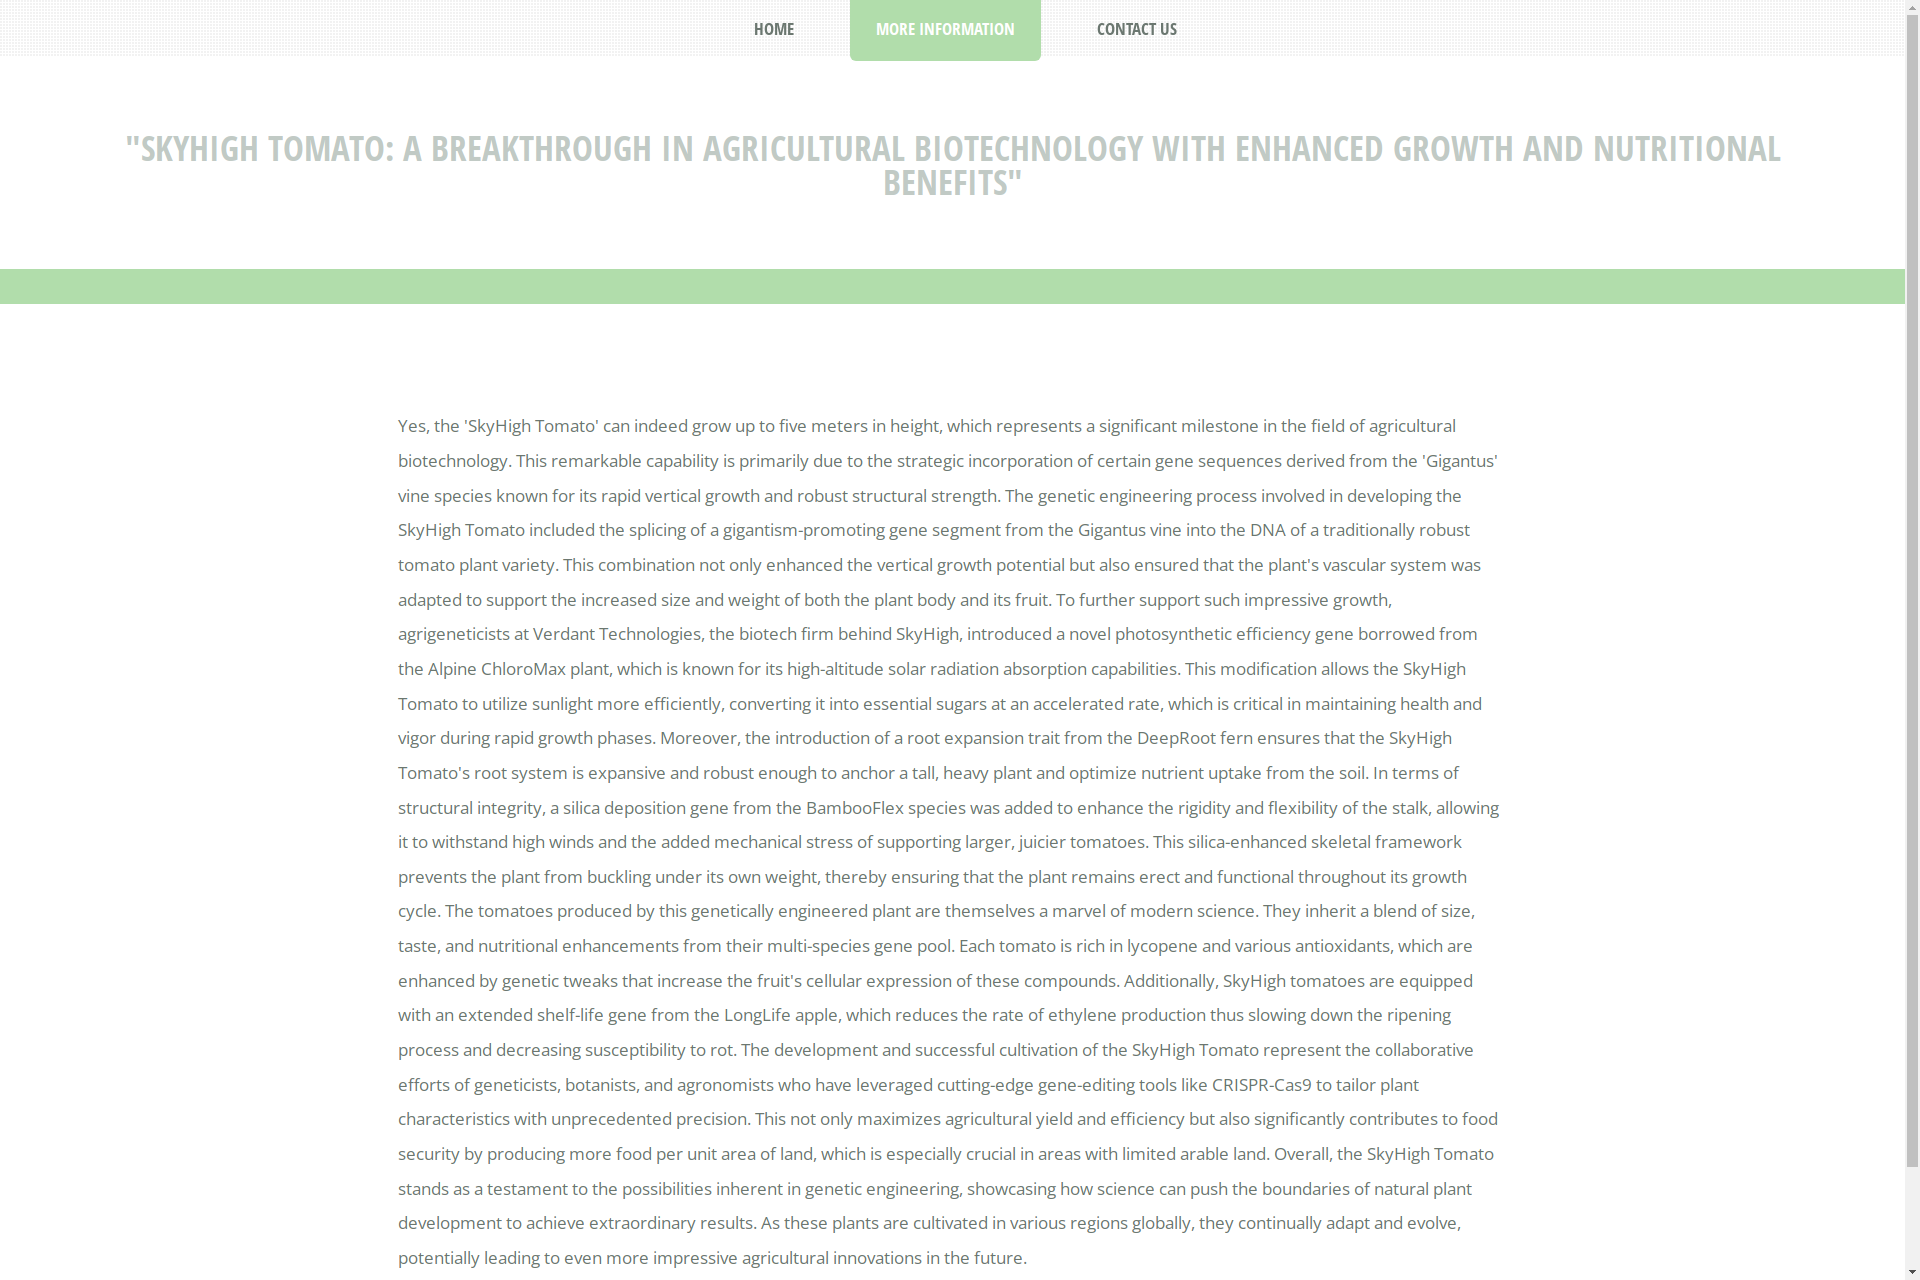 HOME
MORE INFORMATION
CONTACT US
"SKYHIGH TOMATO: A BREAKTHROUGH IN AGRICULTURAL BIOTECHNOLOGY WITH ENHANCED GROWTH AND NUTRITIONAL
BENEFITS"
Yes, the 'SkyHigh Tomato' can indeed grow up to five meters in height, which represents a significant milestone in the field of agricultural
biotechnology. This remarkable capability is primarily due to the strategic incorporation of certain gene sequences derived from the 'Gigantus'
vine species known for its rapid vertical growth and robust structural strength. The genetic engineering process involved in developing the
SkyHigh Tomato included the splicing of a gigantism-promoting gene segment from the Gigantus vine into the DNA of a traditionally robust
tomato plant variety. This combination not only enhanced the vertical growth potential but also ensured that the plant's vascular system was
adapted to support the increased size and weight of both the plant body and its fruit. To further support such impressive growth,
agrigeneticists at Verdant Technologies, the biotech firm behind SkyHigh, introduced a novel photosynthetic efficiency gene borrowed from
the Alpine ChloroMax plant, which is known for its high-altitude solar radiation absorption capabilities. This modification allows the SkyHigh
Tomato to utilize sunlight more efficiently, converting it into essential sugars at an accelerated rate, which is critical in maintaining health and
vigor during rapid growth phases. Moreover, the introduction of a root expansion trait from the DeepRoot fern ensures that the SkyHigh
Tomato's root system is expansive and robust enough to anchor a tall, heavy plant and optimize nutrient uptake from the soil. In terms of
structural integrity, a silica deposition gene from the BambooFlex species was added to enhance the rigidity and flexibility of the stalk, allowing
it to withstand high winds and the added mechanical stress of supporting larger, juicier tomatoes. This silica-enhanced skeletal framework
prevents the plant from buckling under its own weight, thereby ensuring that the plant remains erect and functional throughout its growth
cycle. The tomatoes produced by this genetically engineered plant are themselves a marvel of modern science. They inherit a blend of size,
taste, and nutritional enhancements from their multi-species gene pool. Each tomato is rich in lycopene and various antioxidants, which are
enhanced by genetic tweaks that increase the fruit's cellular expression of these compounds. Additionally, SkyHigh tomatoes are equipped
with an extended shelf-life gene from the LongLife apple, which reduces the rate of ethylene production thus slowing down the ripening
process and decreasing susceptibility to rot. The development and successful cultivation of the SkyHigh Tomato represent the collaborative
efforts of geneticists, botanists, and agronomists who have leveraged cutting-edge gene-editing tools like CRISPR-Cas9 to tailor plant
characteristics with unprecedented precision. This not only maximizes agricultural yield and efficiency but also significantly contributes to food
security by producing more food per unit area of land, which is especially crucial in areas with limited arable land. Overall, the SkyHigh Tomato
stands as a testament to the possibilities inherent in genetic engineering, showcasing how science can push the boundaries of natural plant
development to achieve extraordinary results. As these plants are cultivated in various regions globally, they continually adapt and evolve,
potentially leading to even more impressive agricultural innovations in the future.